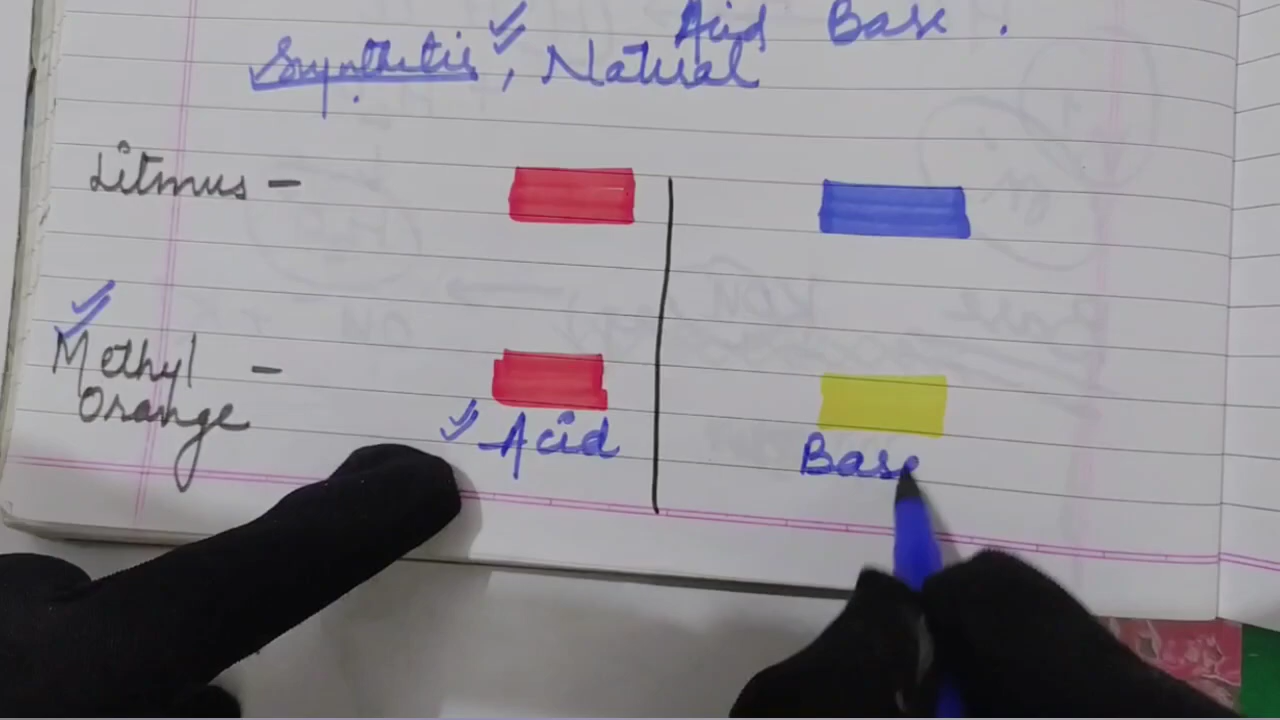 Acid Base.
Synthetic, Natural
Litmus -
Methyl -
Orange
Acid
Base